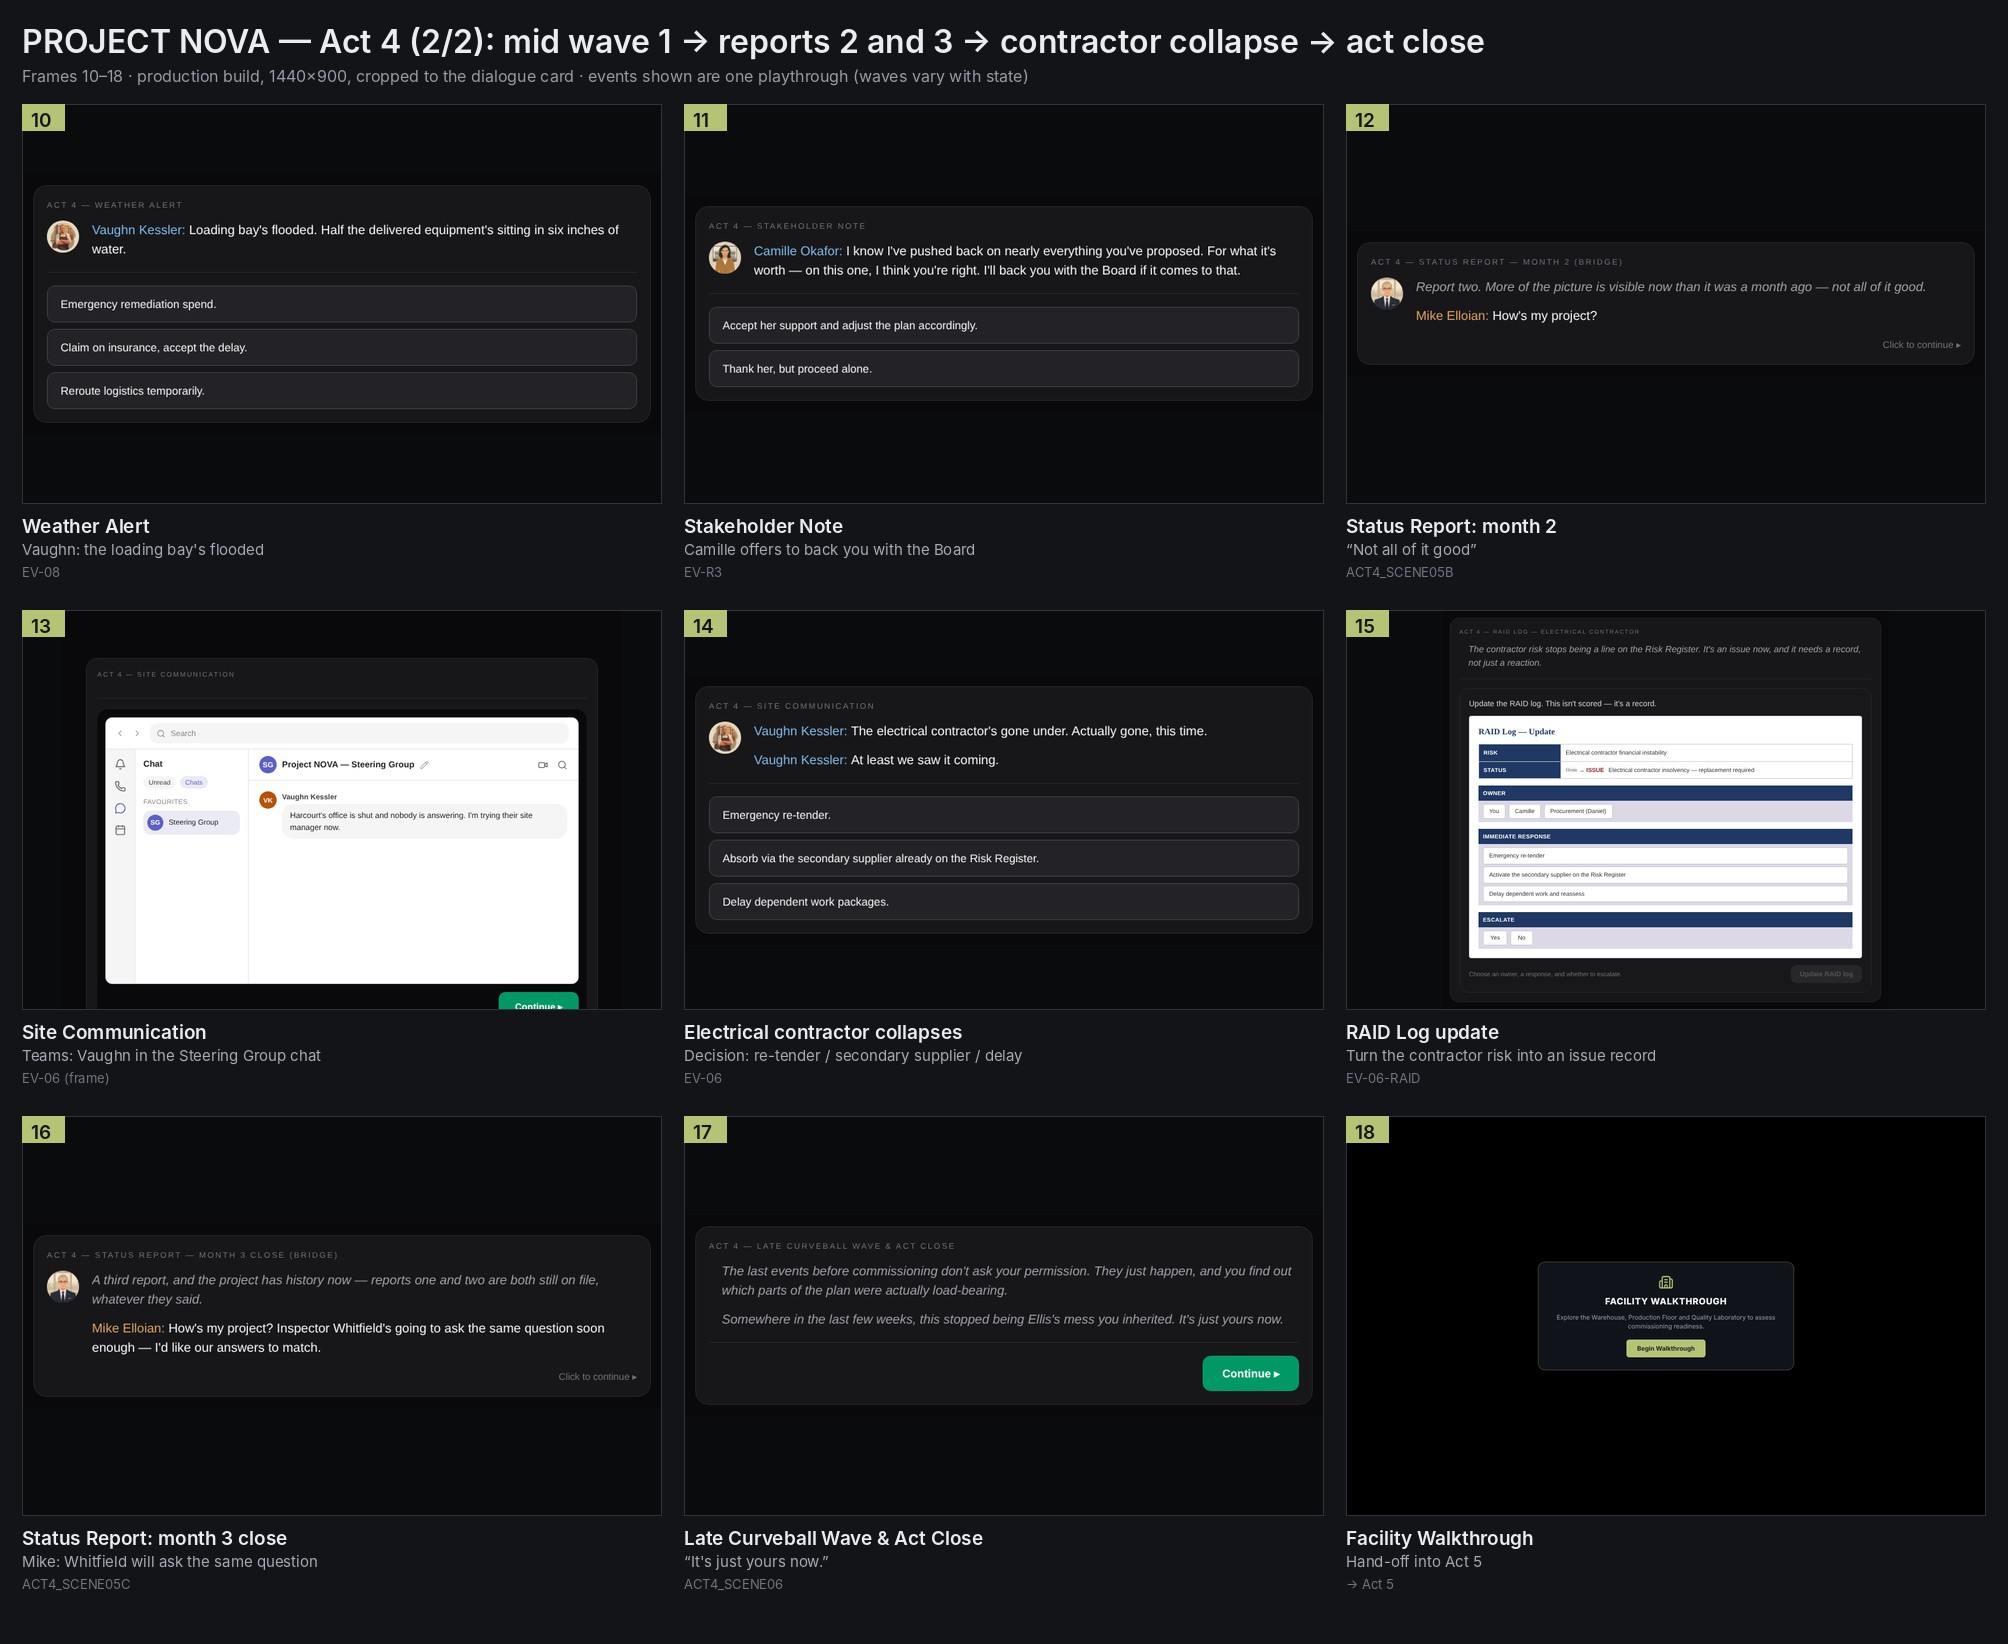 PROJECT NOVA — Act 4 (2/2): mid wave 1 → reports 2 and 3 → contractor collapse → act close
Frames 10–18 · production build, 1440×900, cropped to the dialogue card · events shown are one playthrough (waves vary with state)
10
ACT 4 — WEATHER ALERT
Vaughn Kessler: Loading bay's flooded. Half the delivered equipment's sitting in six inches of
water.
Emergency remediation spend.
Claim on insurance, accept the delay.
Reroute logistics temporarily.
Weather Alert
Vaughn: the loading bay's flooded
EV-08
11
ACT 4 — STAKEHOLDER NOTE
Camille Okafor: I know I've pushed back on nearly everything you've proposed. For what it's
worth — on this one, I think you're right. I'll back you with the Board if it comes to that.
Accept her support and adjust the plan accordingly.
Thank her, but proceed alone.
Stakeholder Note
Camille offers to back you with the Board
EV-R3
12
ACT 4 — STATUS REPORT — MONTH 2 (BRIDGE)
Report two. More of the picture is visible now than it was a month ago — not all of it good.
Mike Elloian: How's my project?
Click to continue ▸
Status Report: month 2
“Not all of it good”
ACT4_SCENE05B
13
ACT 4 — SITE COMMUNICATION
Search
Chat
Unread Chats
FAVOURITES
SG Steering Group
SG Project NOVA — Steering Group
VK Vaughn Kessler
Harcourt's office is shut and nobody is answering. I'm trying their site
manager now.
Continue ▸
Site Communication
Teams: Vaughn in the Steering Group chat
EV-06 (frame)
14
ACT 4 — SITE COMMUNICATION
Vaughn Kessler: The electrical contractor's gone under. Actually gone, this time.
Vaughn Kessler: At least we saw it coming.
Emergency re-tender.
Absorb via the secondary supplier already on the Risk Register.
Delay dependent work packages.
Electrical contractor collapses
Decision: re-tender / secondary supplier / delay
EV-06
15
ACT 4 — RAID LOG — ELECTRICAL CONTRACTOR
The contractor risk stops being a line on the Risk Register. It's an issue now, and it needs a record,
not just a reaction.
Update the RAID log. This isn't scored — it's a record.
RAID Log — Update
RISK Electrical contractor financial instability
STATUS Risk → ISSUE Electrical contractor insolvency — replacement required
OWNER
You Camille Procurement (Daniel)
IMMEDIATE RESPONSE
Emergency re-tender
Activate the secondary supplier on the Risk Register
Delay dependent work and reassess
ESCALATE
Yes No
Choose an owner, a response, and whether to escalate.
Update RAID log
RAID Log update
Turn the contractor risk into an issue record
EV-06-RAID
16
ACT 4 — STATUS REPORT — MONTH 3 CLOSE (BRIDGE)
A third report, and the project has history now — reports one and two are both still on file,
whatever they said.
Mike Elloian: How's my project? Inspector Whitfield's going to ask the same question soon
enough — I'd like our answers to match.
Click to continue ▸
Status Report: month 3 close
Mike: Whitfield will ask the same question
ACT4_SCENE05C
17
ACT 4 — LATE CURVEBALL WAVE & ACT CLOSE
The last events before commissioning don't ask your permission. They just happen, and you find out
which parts of the plan were actually load-bearing.
Somewhere in the last few weeks, this stopped being Ellis's mess you inherited. It's just yours now.
Continue ▸
Late Curveball Wave & Act Close
“It's just yours now.”
ACT4_SCENE06
18
FACILITY WALKTHROUGH
Explore the Warehouse, Production Floor and Quality Laboratory to assess
commissioning readiness.
Begin Walkthrough
Facility Walkthrough
Hand-off into Act 5
→ Act 5